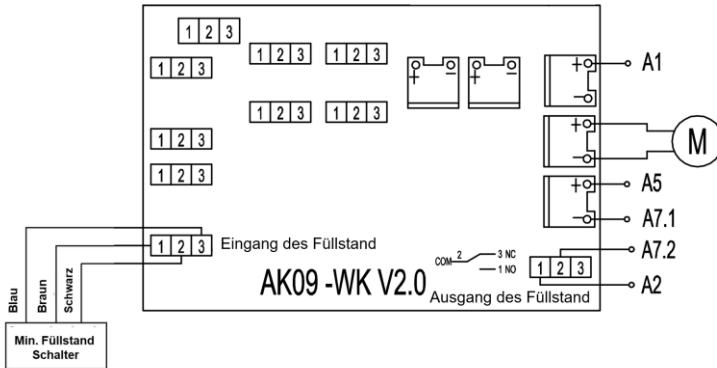 1 2 3
1 2 3
1 2 3
1 2 3
+ -
+ -
+
-
A1
1 2 3
1 2 3
1 2 3
+
-
M
1 2 3
+
-
A5
A7.1
1 2 3
Eingang des Füllstand
COM 2
3 NC
1 NO
1 2 3
A7.2
A2
AK09 -WK V2.0
Ausgang des Füllstand
Blau
Braun
Schwarz
Min. Füllstand
Schalter